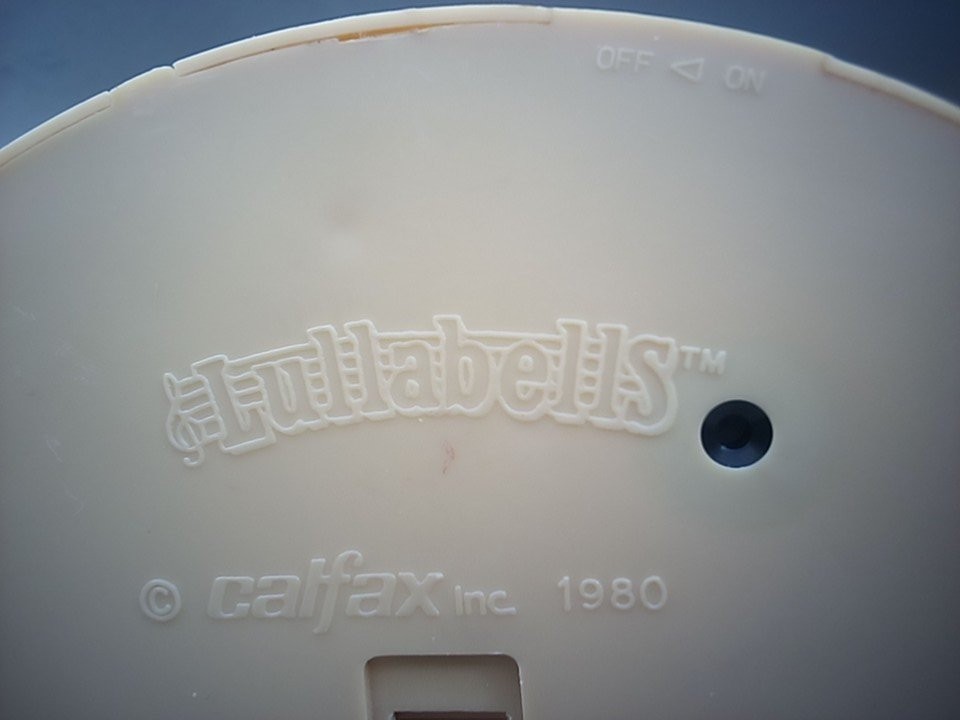 OFF ◁ ON
Lullabells™
© calfax Inc. 1980